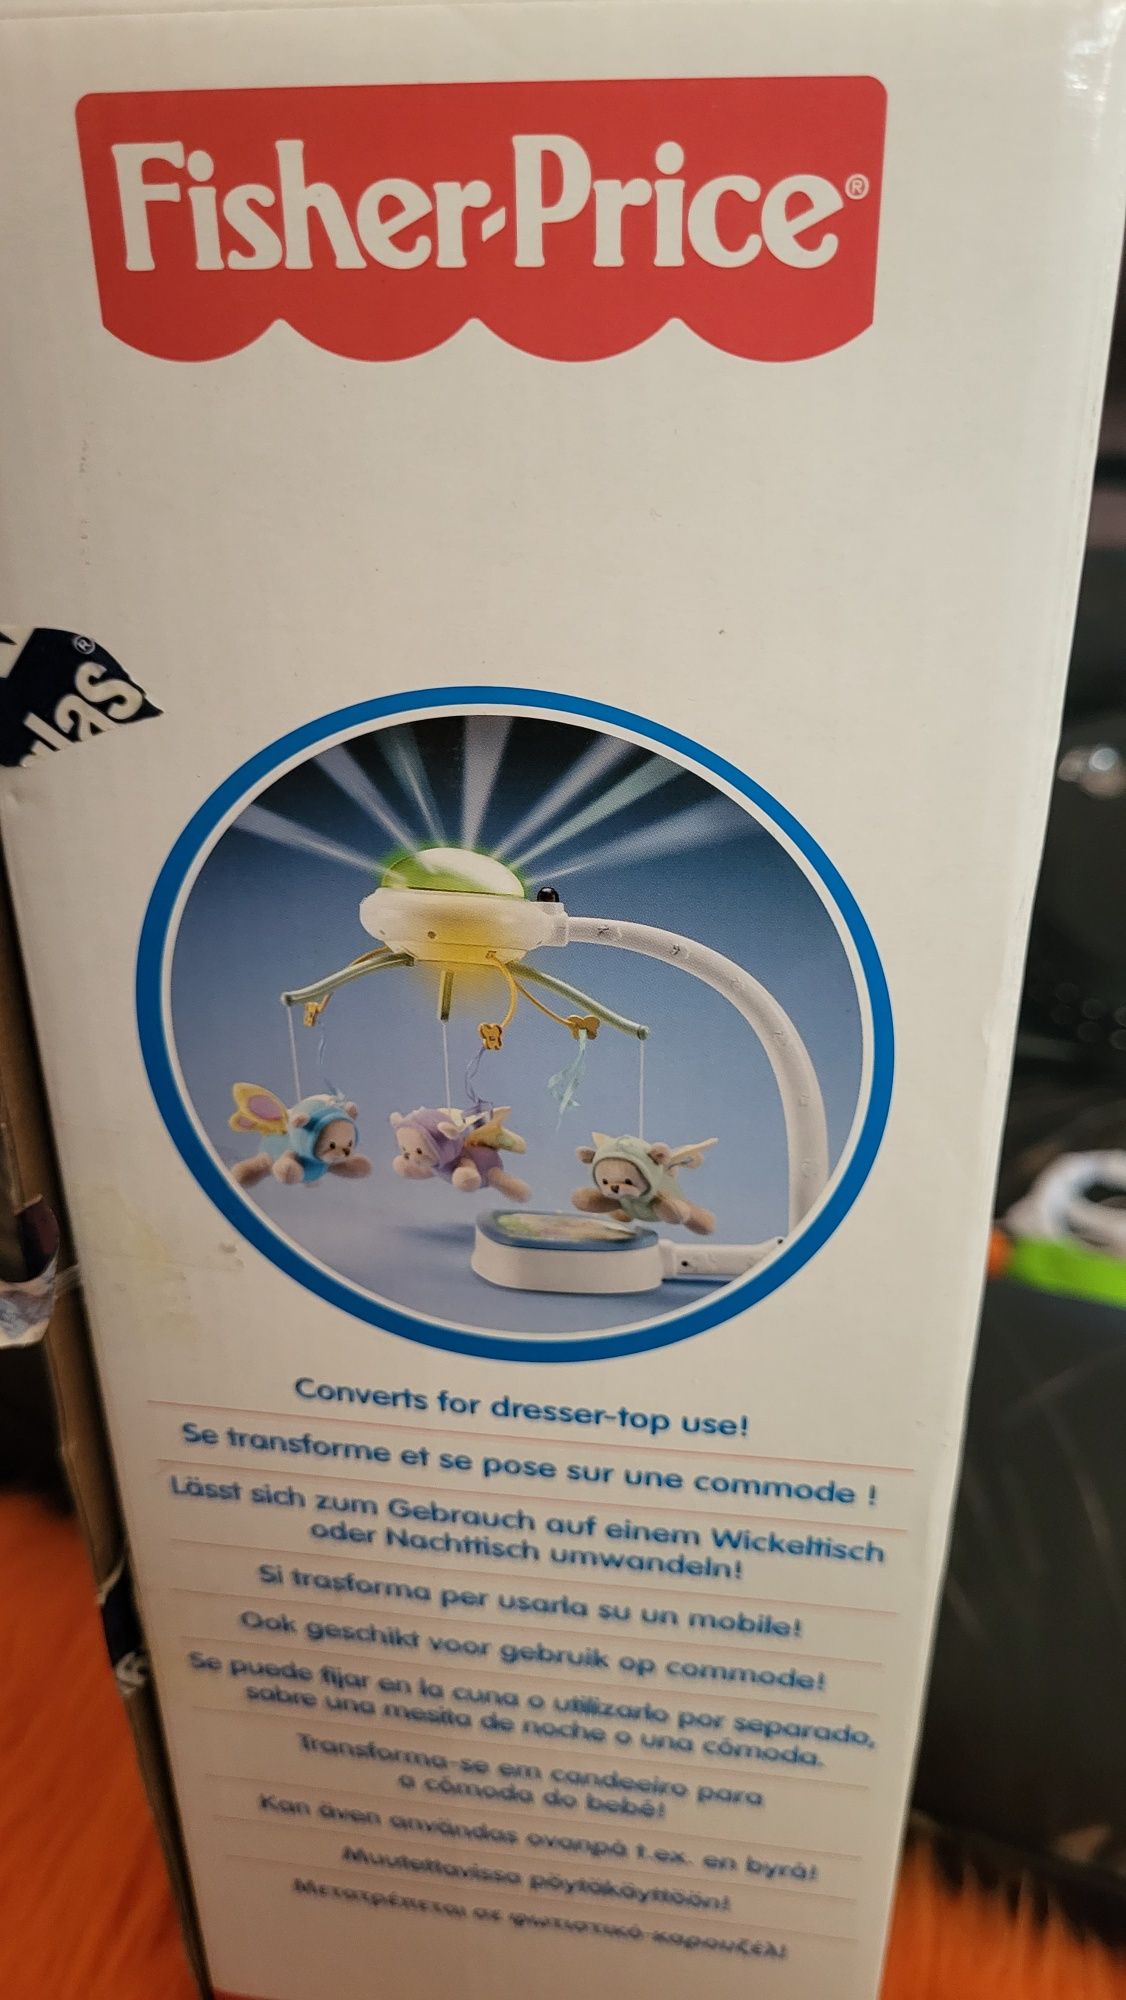 Fisher-Price®
las®
Converts for dresser-top use!
Se transforme et se pose sur une commode !
Lässt sich zum Gebrauch auf einem Wickeltisch
oder Nachttisch umwandeln!
Si trasforma per usarla su un mobile!
Ook geschikt voor gebruik op commode!
Se puede fijar en la cuna o utilizarlo por separado,
sobre una mesita de noche o una cómoda.
Transforma-se em candeeiro para
a cómoda do bebé!
Kan även användas ovanpå t.ex. en byrå!
Muutettavissa pöytäkäyttöön!
Μετατρέπεται σε φωτιστικό καρουζέλ!